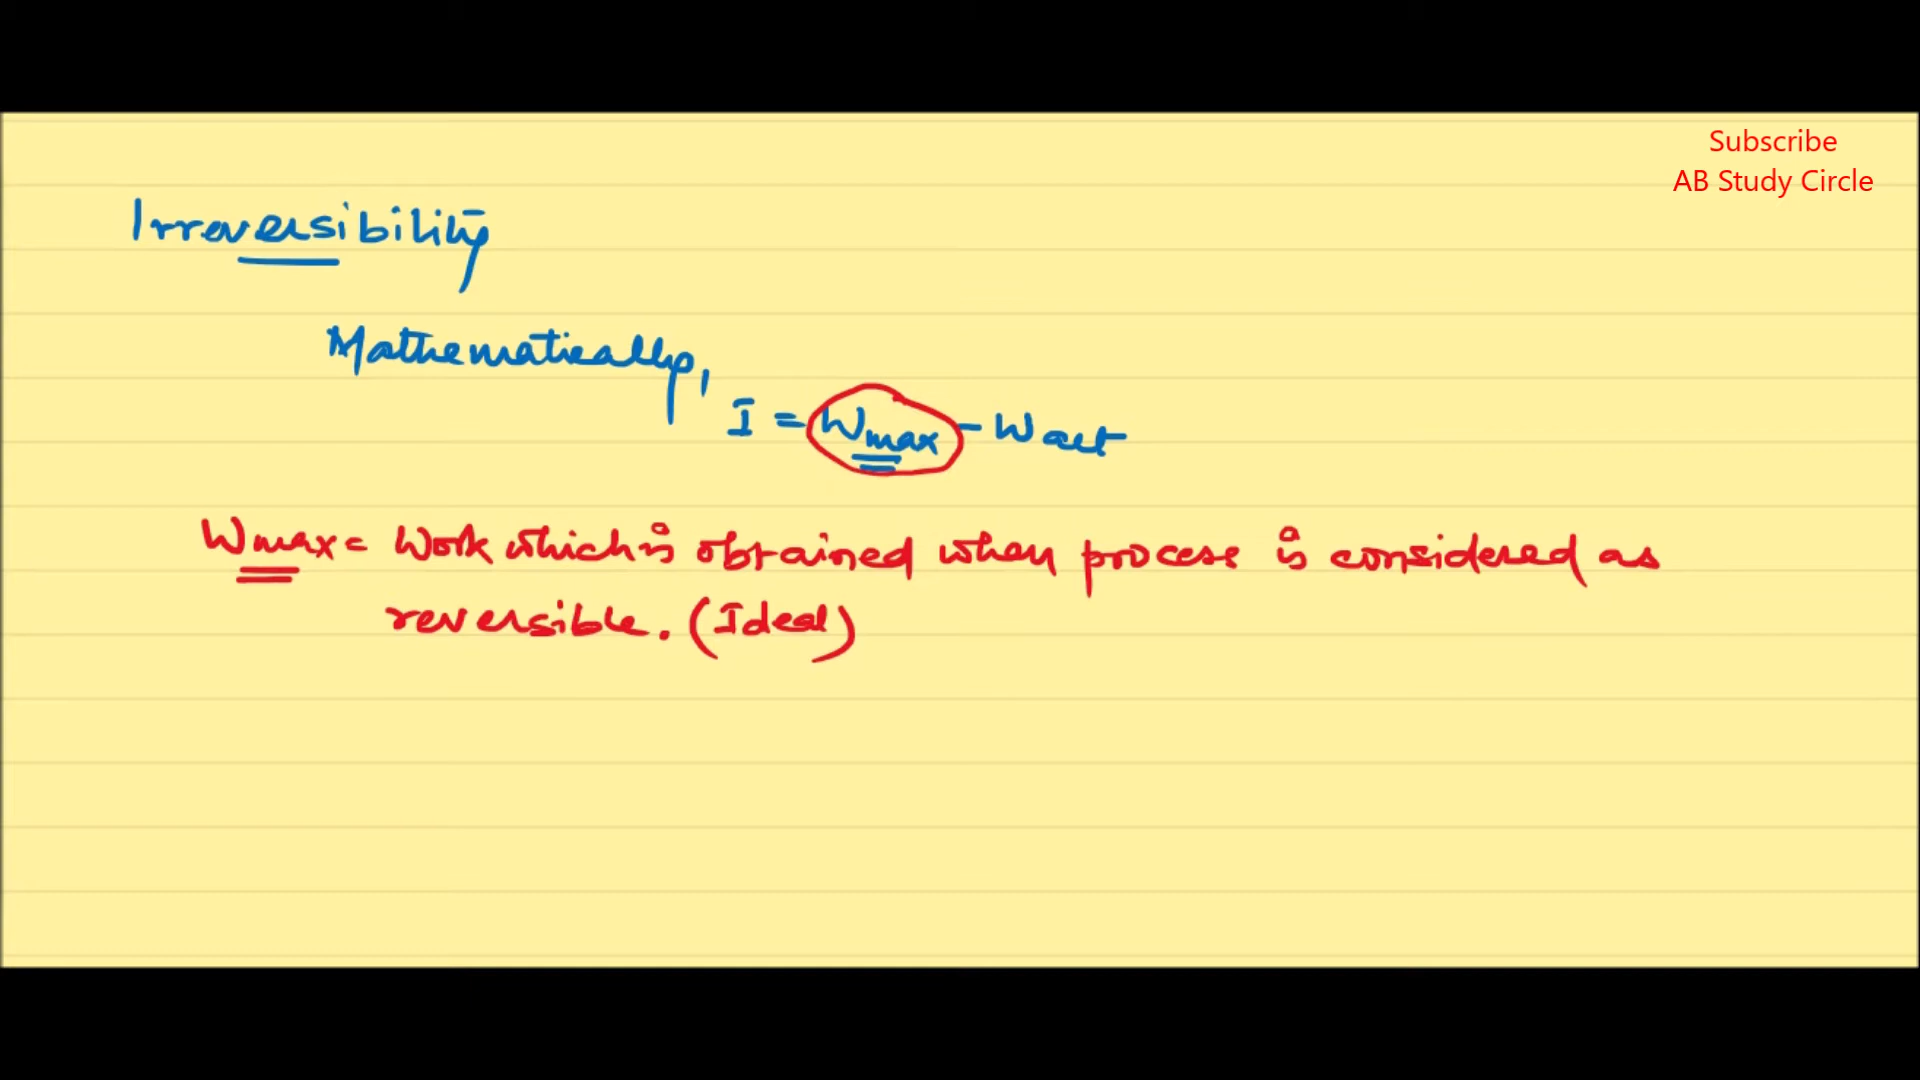 Subscribe
AB Study Circle
Irreversibility
Mathematically,
I = Wmax - Wact
Wmax = Work which is obtained when process is considered as
reversible. (Ideal)